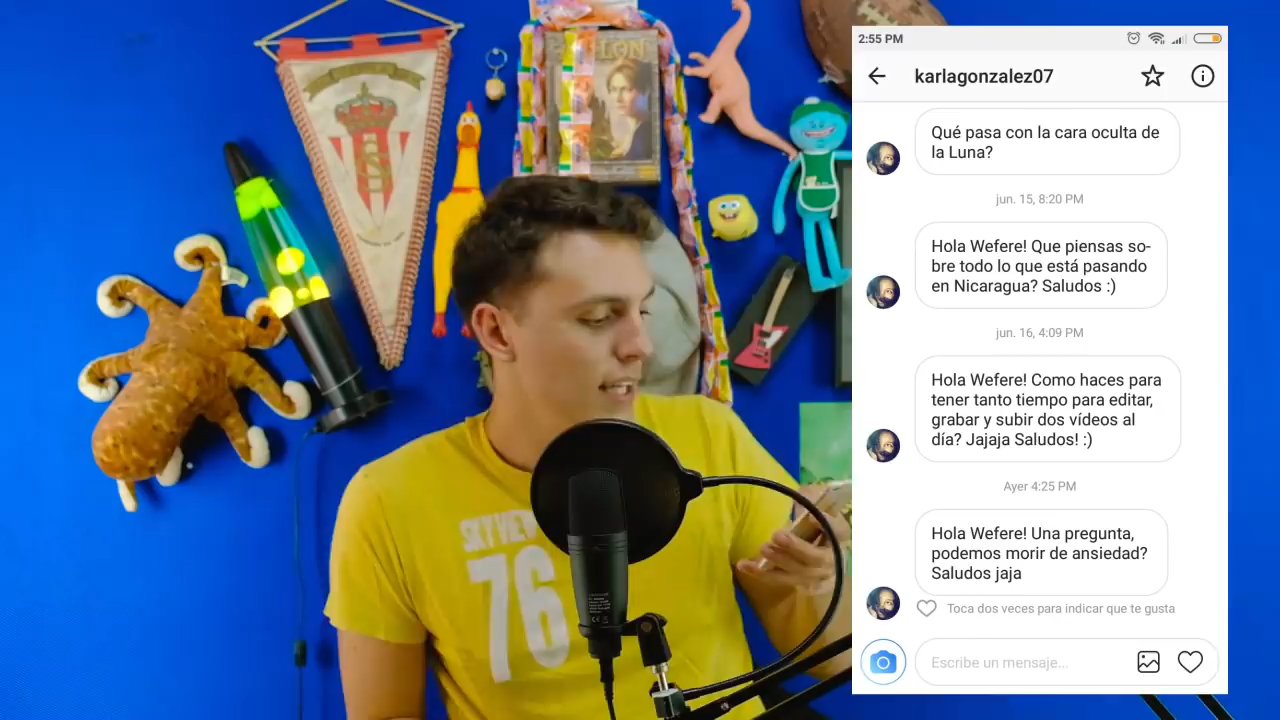 LON
SKYVIEW
76
2:55 PM
karlagonzalez07
Qué pasa con la cara oculta de
la Luna?
jun. 15, 8:20 PM
Hola Wefere! Que piensas so-
bre todo lo que está pasando
en Nicaragua? Saludos :)
jun. 16, 4:09 PM
Hola Wefere! Como haces para
tener tanto tiempo para editar,
grabar y subir dos vídeos al
día? Jajaja Saludos! :)
Ayer 4:25 PM
Hola Wefere! Una pregunta,
podemos morir de ansiedad?
Saludos jaja
Toca dos veces para indicar que te gusta
Escribe un mensaje...